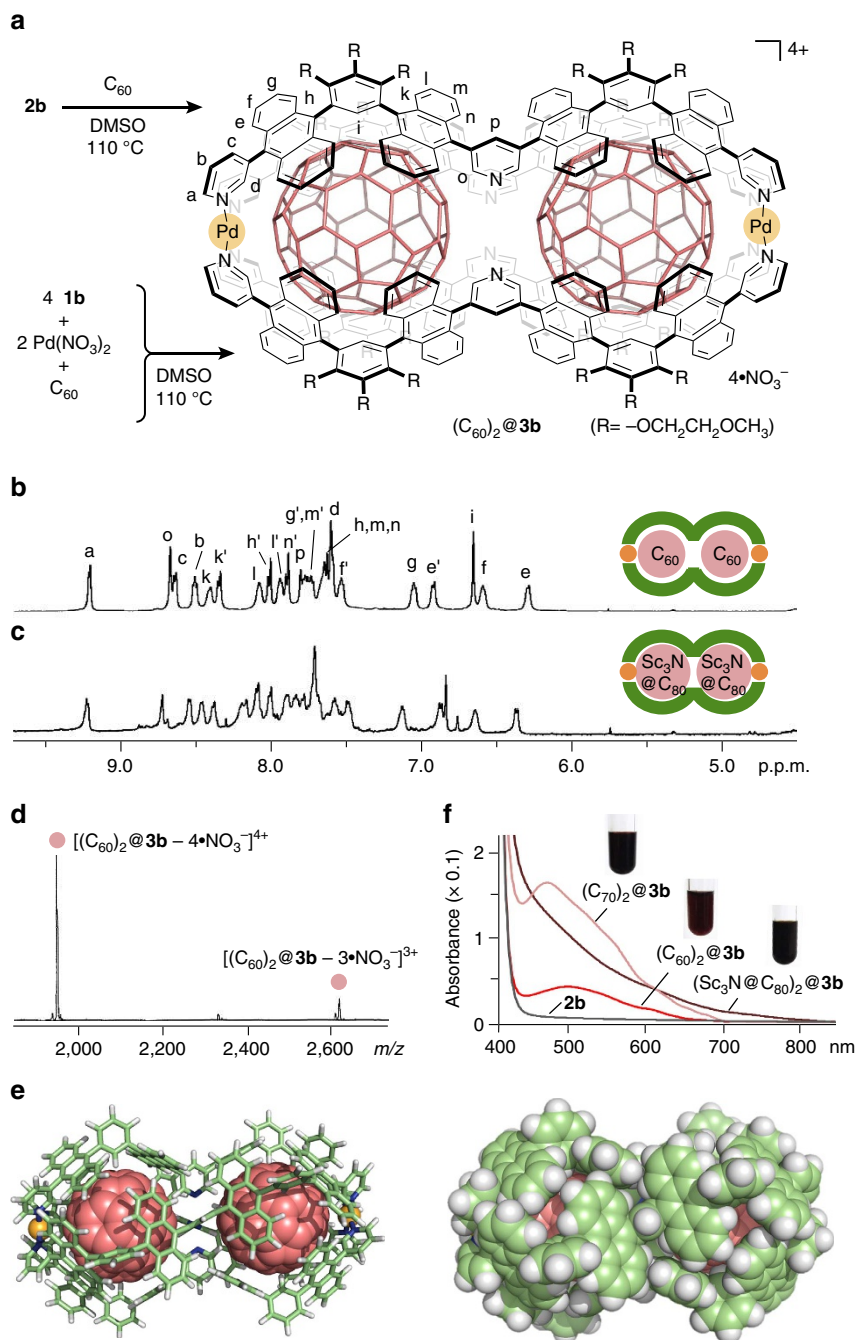 a
2b
C60
DMSO
110 °C
4 1b
+
2 Pd(NO3)2
+
C60
DMSO
110 °C
R R R R R R
4+
g l
f h k m
e n
c i p
b
d o
a
N N N N
Pd Pd
N N N N
R R R R R R
4•NO3−
(C60)2@3b (R= –OCH2CH2OCH3)
b
a o c b k k' l h' l' n' p g',m' d h,m,n f' g e' i f e
C60 C60
c
Sc3N Sc3N
@C80 @C80
9.0 8.0 7.0 6.0 5.0 p.p.m.
d
[(C60)2@3b – 4•NO3−]4+
[(C60)2@3b – 3•NO3−]3+
2,000 2,200 2,400 2,600 m/z
f
Absorbance (× 0.1)
2
1
0
(C70)2@3b
(C60)2@3b
(Sc3N@C80)2@3b
2b
400 500 600 700 800 nm
e